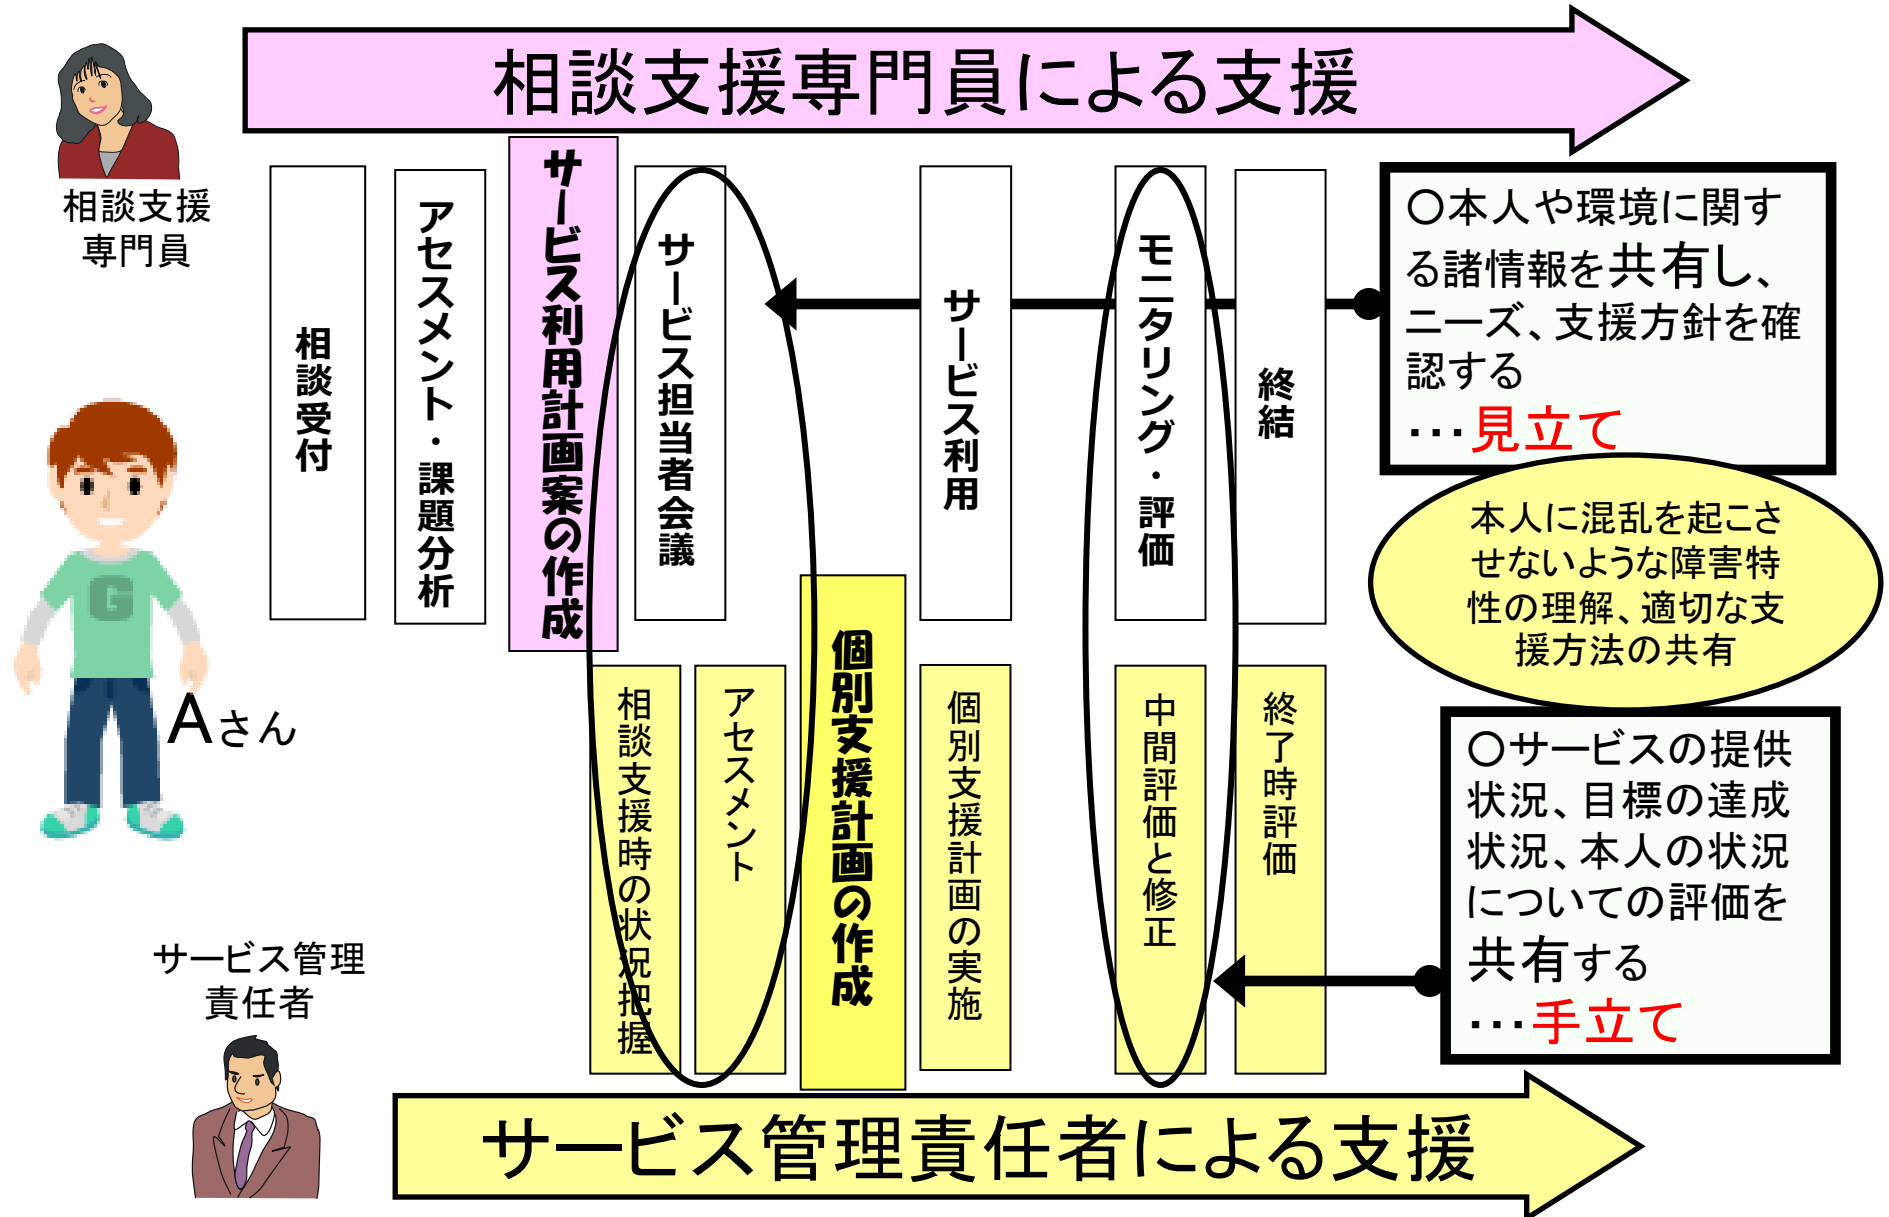 相談支援専門員による支援
相談支援
専門員
相談受付
アセスメント・課題分析
サービス利用計画案の作成
サービス担当者会議
サービス利用
モニタリング・評価
終結
〇本人や環境に関す
る諸情報を共有し、
ニーズ、支援方針を確
認する
・・・見立て
本人に混乱を起こさ
せないような障害特
性の理解、適切な支
援方法の共有
G
Aさん
相談支援時の状況把握
アセスメント
個別支援計画の作成
個別支援計画の実施
中間評価と修正
終了時評価
〇サービスの提供
状況、目標の達成
状況、本人の状況
についての評価を
共有する
・・・手立て
サービス管理
責任者
サービス管理責任者による支援